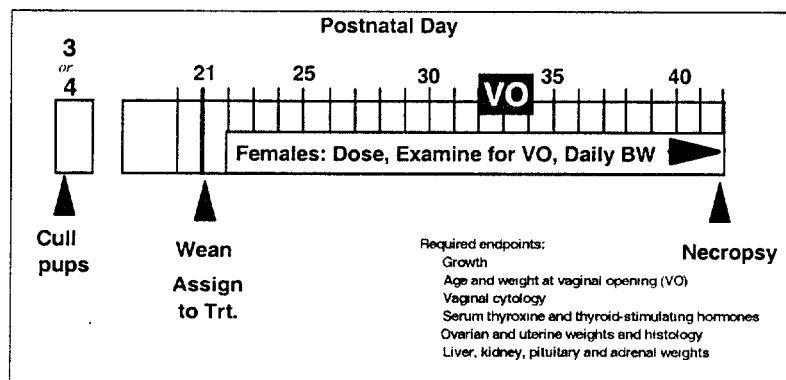 Postnatal Day
3
or
4
21
25
30
35
40
VO
Females: Dose, Examine for VO, Daily BW
Cull
pups
Wean
Assign
to Trt.
Necropsy
Required endpoints:
Growth
Age and weight at vaginal opening (VO)
Vaginal cytology
Serum thyroxine and thyroid-stimulating hormones
Ovarian and uterine weights and histology
Liver, kidney, pituitary and adrenal weights